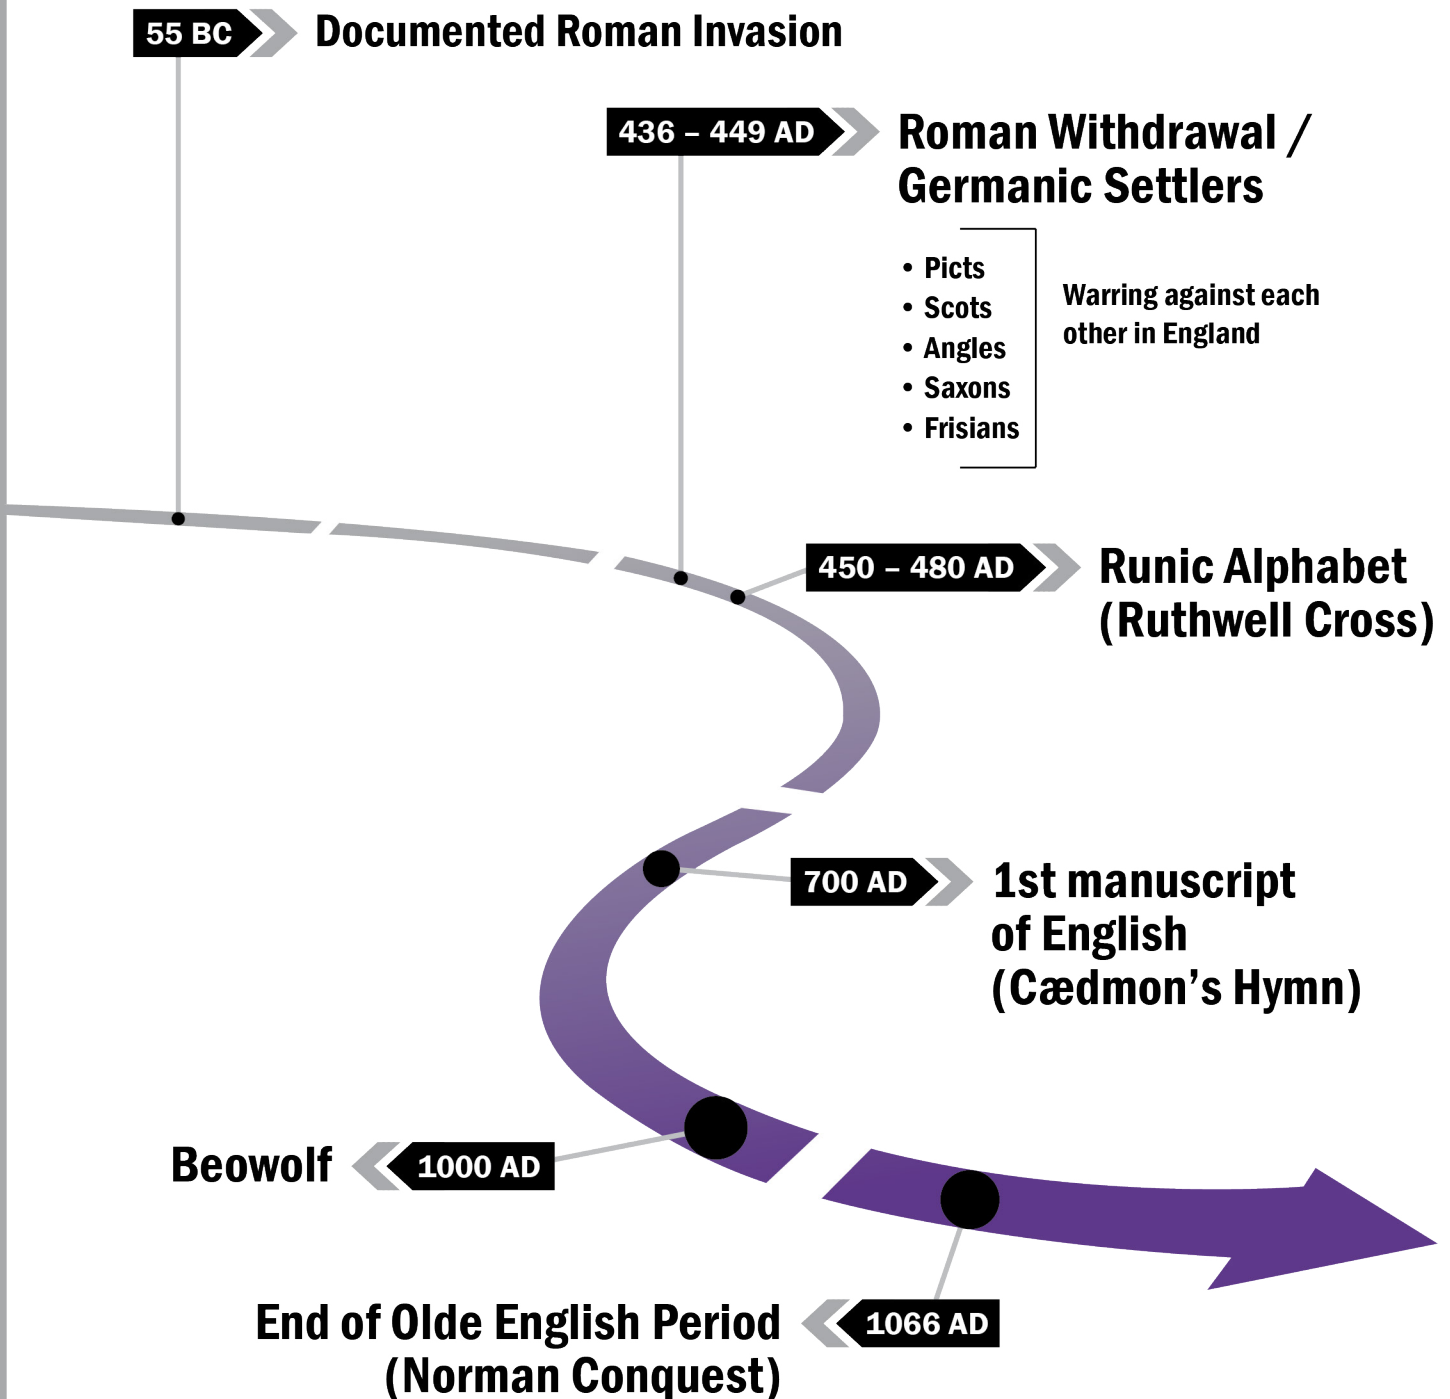 55 BC
Documented Roman Invasion
436 – 449 AD
Roman Withdrawal /
Germanic Settlers
• Picts
• Scots
• Angles
• Saxons
• Frisians
Warring against each
other in England
450 – 480 AD
Runic Alphabet
(Ruthwell Cross)
700 AD
1st manuscript
of English
(Cædmon’s Hymn)
Beowolf
1000 AD
End of Olde English Period
(Norman Conquest)
1066 AD